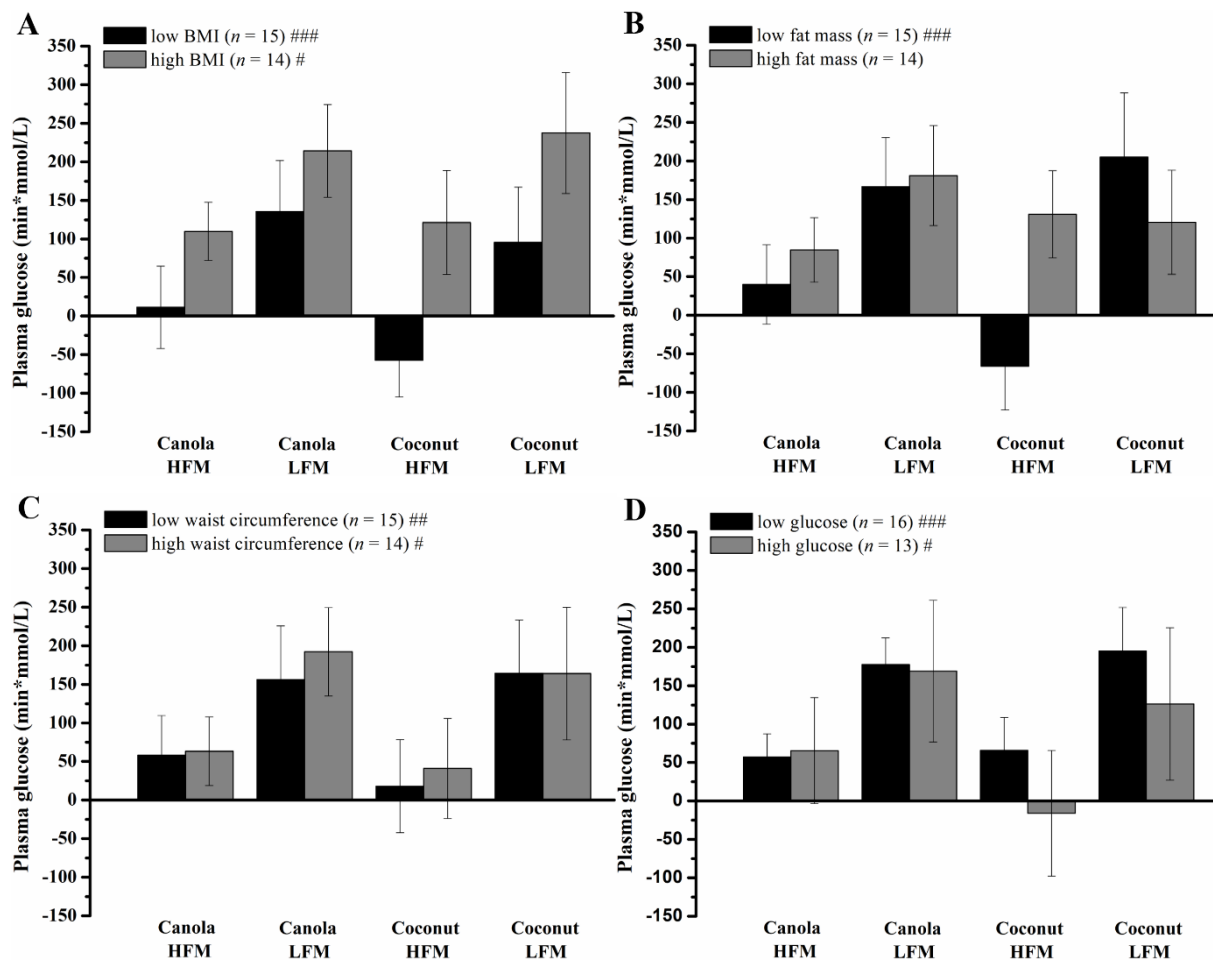 A
low BMI (n = 15) ###
high BMI (n = 14) #
Plasma glucose (min*mmol/L)
350
300
250
200
150
100
50
0
-50
-100
-150
Canola HFM
Canola LFM
Coconut HFM
Coconut LFM
B
low fat mass (n = 15) ###
high fat mass (n = 14)
Plasma glucose (min*mmol/L)
350
300
250
200
150
100
50
0
-50
-100
-150
Canola HFM
Canola LFM
Coconut HFM
Coconut LFM
C
low waist circumference (n = 15) ##
high waist circumference (n = 14) #
Plasma glucose (min*mmol/L)
350
300
250
200
150
100
50
0
-50
-100
-150
Canola HFM
Canola LFM
Coconut HFM
Coconut LFM
D
low glucose (n = 16) ###
high glucose (n = 13) #
Plasma glucose (min*mmol/L)
350
300
250
200
150
100
50
0
-50
-100
-150
Canola HFM
Canola LFM
Coconut HFM
Coconut LFM